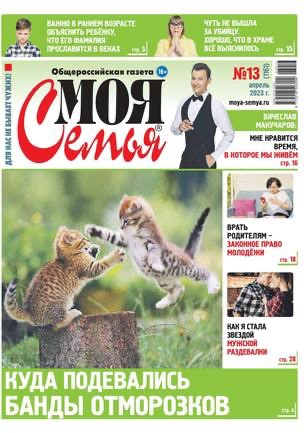 ВАЖНО В РАННЕМ ВОЗРАСТЕ
ОБЪЯСНИТЬ РЕБЁНКУ,
ЧТО ЕГО ФАМИЛИЯ
ПРОСЛАВИТСЯ В ВЕКАХ
стр. 5
ЧУТЬ НЕ ВЫШЛА
ЗА УБИЙЦУ.
ХОРОШО, ЧТО В ХРАМЕ
ВСЁ ВЫЯСНИЛОСЬ
стр. 15
ДЛЯ НАС НЕ БЫВАЕТ ЧУЖИХ!
Общероссийская газета
16+
МОЯ
Семья®
№13
(1161)
апрель
2023 г.
moya-semya.ru
ВЯЧЕСЛАВ
МАНУЧАРОВ:
МНЕ НРАВИТСЯ
ВРЕМЯ,
В КОТОРОЕ МЫ ЖИВЁМ
стр. 16
ВРАТЬ
РОДИТЕЛЯМ –
ЗАКОННОЕ ПРАВО
МОЛОДЁЖИ
стр. 18
КАК Я СТАЛА
ЗВЕЗДОЙ
МУЖСКОЙ
РАЗДЕВАЛКИ
стр. 28
КУДА ПОДЕВАЛИСЬ
БАНДЫ ОТМОРОЗКОВ